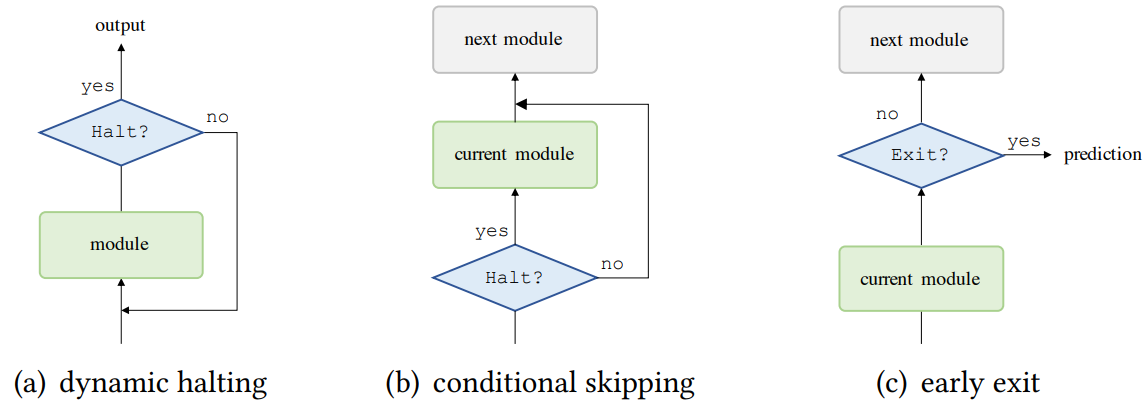 output
yes
no
Halt?
module
(a) dynamic halting
next module
current module
yes
no
Halt?
(b) conditional skipping
next module
no
yes
Exit?
prediction
current module
(c) early exit